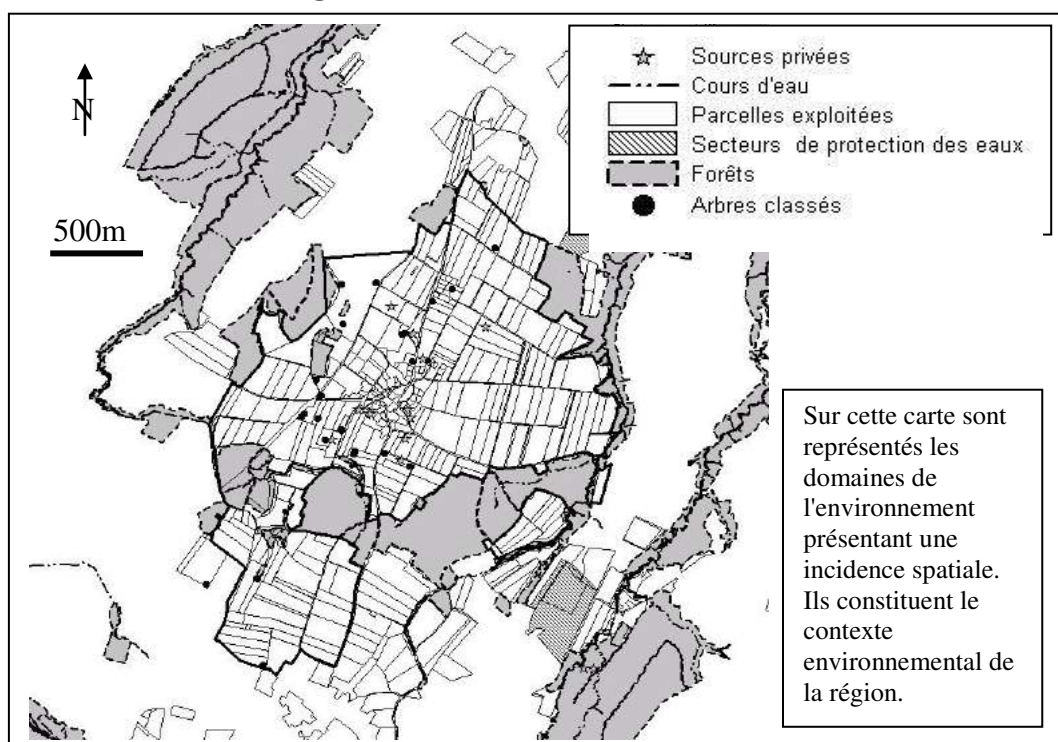 N
500m
Sources privées
Cours d'eau
Parcelles exploitées
Secteurs de protection des eaux
Forêts
Arbres classés
Sur cette carte sont
représentés les
domaines de
l'environnement
présentant une
incidence spatiale.
Ils constituent le
contexte
environnemental de
la région.